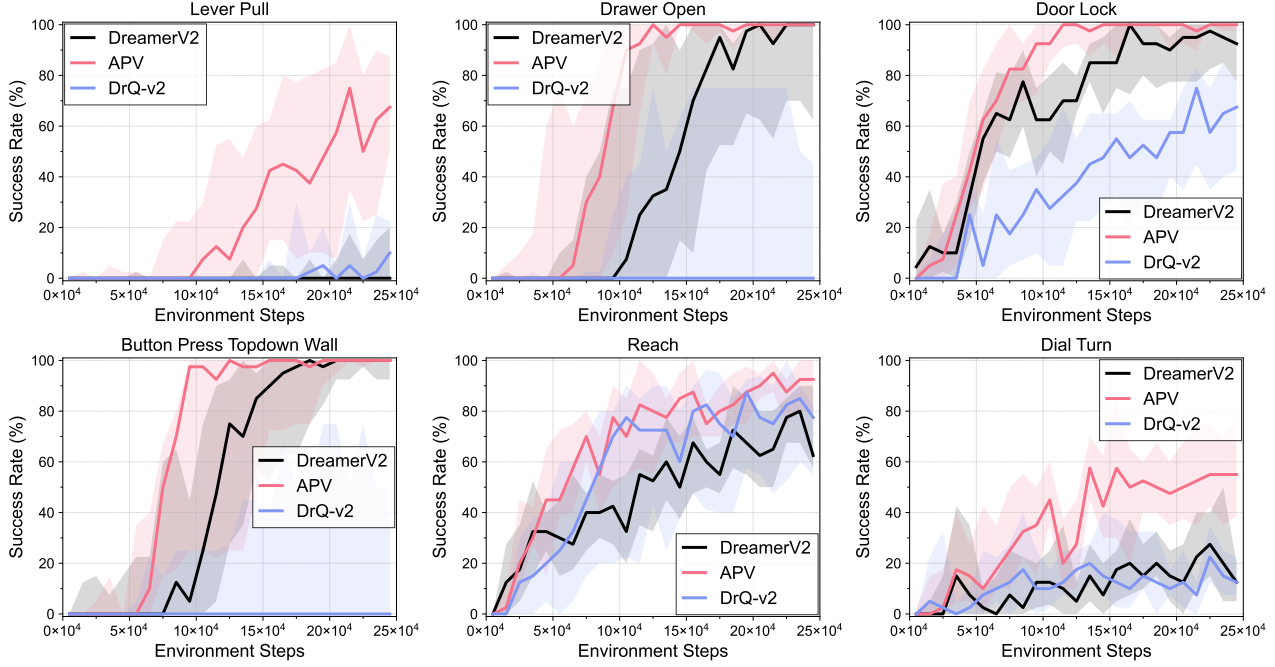 Lever Pull
Success Rate (%)
100
80
60
40
20
0
DreamerV2
APV
DrQ-v2
0×10⁴ 5×10⁴ 10×10⁴ 15×10⁴ 20×10⁴ 25×10⁴
Environment Steps
Drawer Open
Success Rate (%)
100
80
60
40
20
0
DreamerV2
APV
DrQ-v2
0×10⁴ 5×10⁴ 10×10⁴ 15×10⁴ 20×10⁴ 25×10⁴
Environment Steps
Door Lock
Success Rate (%)
100
80
60
40
20
0
DreamerV2
APV
DrQ-v2
0×10⁴ 5×10⁴ 10×10⁴ 15×10⁴ 20×10⁴ 25×10⁴
Environment Steps
Button Press Topdown Wall
Success Rate (%)
100
80
60
40
20
0
DreamerV2
APV
DrQ-v2
0×10⁴ 5×10⁴ 10×10⁴ 15×10⁴ 20×10⁴ 25×10⁴
Environment Steps
Reach
Success Rate (%)
100
80
60
40
20
0
DreamerV2
APV
DrQ-v2
0×10⁴ 5×10⁴ 10×10⁴ 15×10⁴ 20×10⁴ 25×10⁴
Environment Steps
Dial Turn
Success Rate (%)
100
80
60
40
20
0
DreamerV2
APV
DrQ-v2
0×10⁴ 5×10⁴ 10×10⁴ 15×10⁴ 20×10⁴ 25×10⁴
Environment Steps